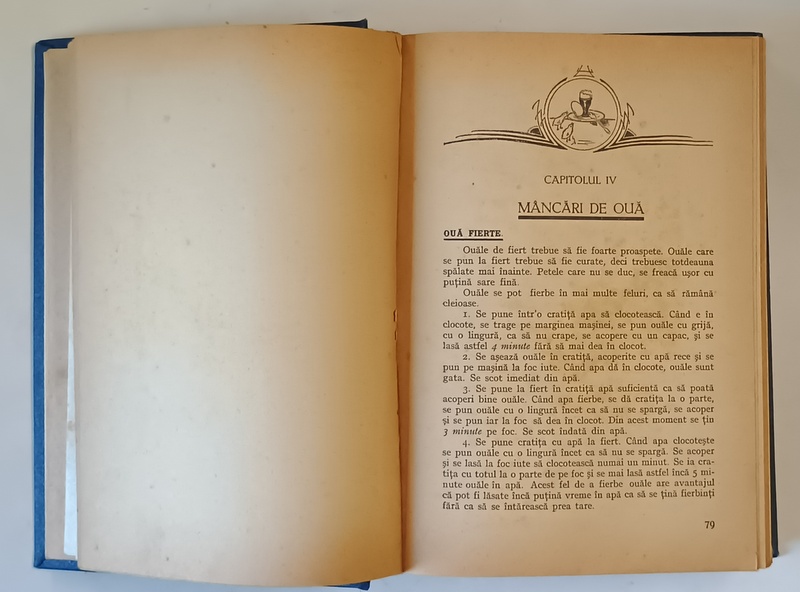 CAPITOLUL IV
MÂNCĂRI DE OUĂ
OUĂ FIERTE.
Ouăle de fiert trebue să fie foarte proaspete. Ouăle care
se pun la fiert trebue să fie curate, deci trebuesc totdeauna
spălate mai înainte. Petele care nu se duc, se freacă ușor cu
puțină sare fină.
Ouăle se pot fierbe în mai multe feluri, ca să rămână
cleioase.
1. Se pune într'o cratiță apa să clocotească. Când e în
clocote, se trage pe marginea mașinei, se pun ouăle cu grijă,
cu o lingură, ca să nu crape, se acopere cu un capac, și se
lasă astfel 4 minute fără să mai dea în clocot.
2. Se așează ouăle în cratiță, acoperite cu apă rece și se
pun pe mașină la foc iute. Când apa dă în clocote, ouăle sunt
gata. Se scot imediat din apă.
3. Se pune la fiert în cratiță apă suficientă ca să poată
acoperi bine ouăle. Când apa fierbe, se dă cratița la o parte,
se pun ouăle cu o lingură încet ca să nu se spargă, se acoper
și se pun iar la foc să dea în clocot. Din acest moment se țin
3 minute pe foc. Se scot îndată din apă.
4. Se pune cratița cu apă la fiert. Când apa clocotește
se pun ouăle cu o lingură încet ca să nu se spargă. Se acoper
și se lasă la foc iute să clocotească numai un minut. Se ia cra-
tița cu totul la o parte de pe foc și se mai lasă astfel încă 5 mi-
nute ouăle în apă. Acest fel de a fierbe ouăle are avantajul
că pot fi lăsate încă puțină vreme în apă ca să se țină fierbinți
fără ca să se întărească prea tare.
79